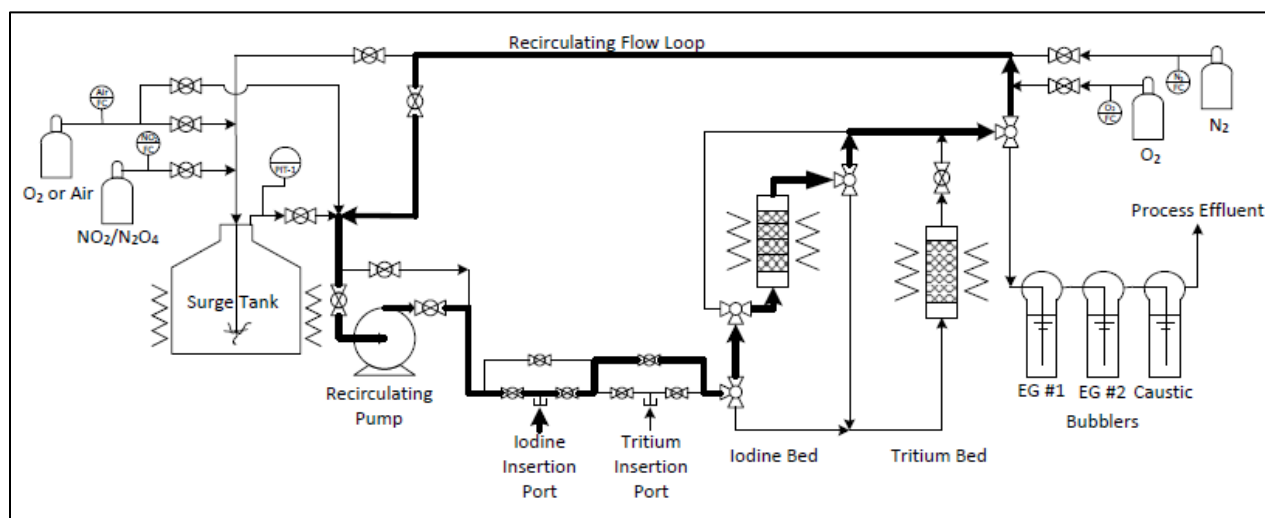 Recirculating Flow Loop
Air
FC
NO₂
FC
N₂
FC
O₂
FC
N₂
O₂
O₂ or Air
PIT-1
NO₂/N₂O₄
Process Effluent
Surge Tank
Recirculating
Pump
EG #1
EG #2
Caustic
Bubblers
Iodine
Insertion
Port
Tritium
Insertion
Port
Iodine Bed
Tritium Bed